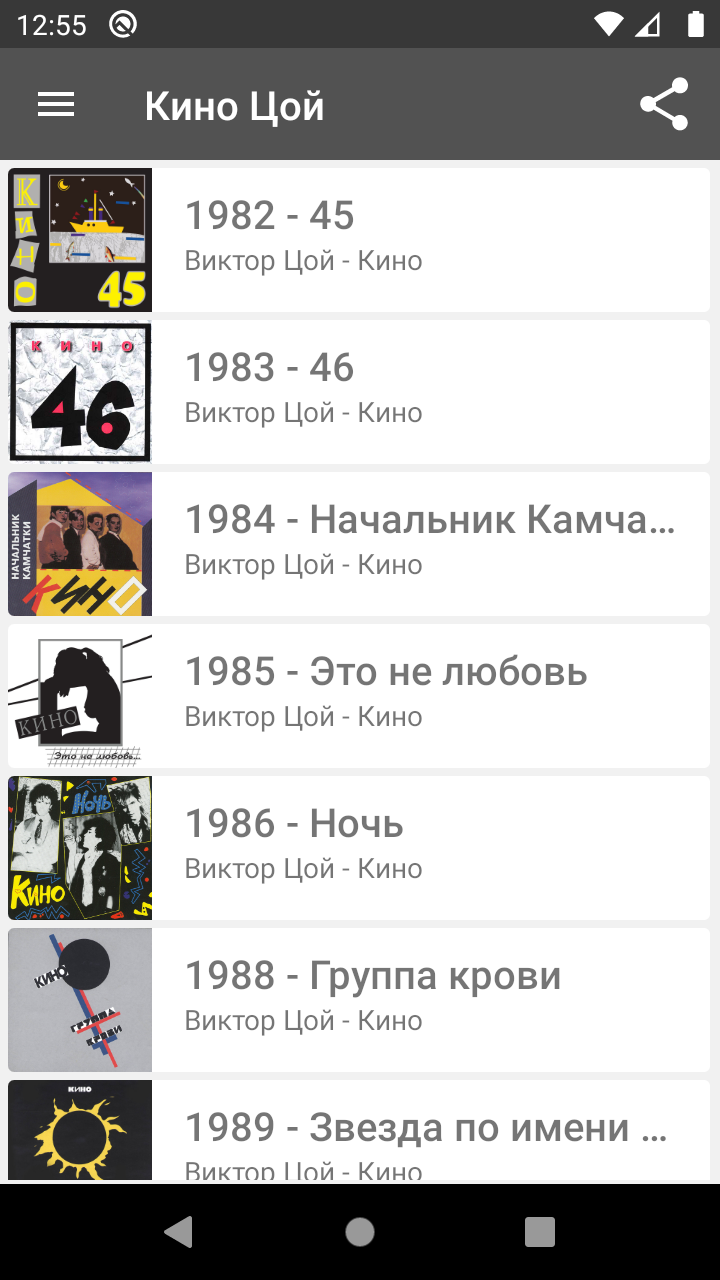 12:55
Кино Цой
КИНО
45
1982 - 45
Виктор Цой - Кино
КИНО
46
1983 - 46
Виктор Цой - Кино
НАЧАЛЬНИК
КАМЧАТКИ
КИНО
1984 - Начальник Камча...
Виктор Цой - Кино
КИНО
Это не любовь...
1985 - Это не любовь
Виктор Цой - Кино
Ночь
Кино
1986 - Ночь
Виктор Цой - Кино
КИНО
ГРУППА
КРОВИ
1988 - Группа крови
Виктор Цой - Кино
КИНО
1989 - Звезда по имени ...
Виктор Цой - Кино